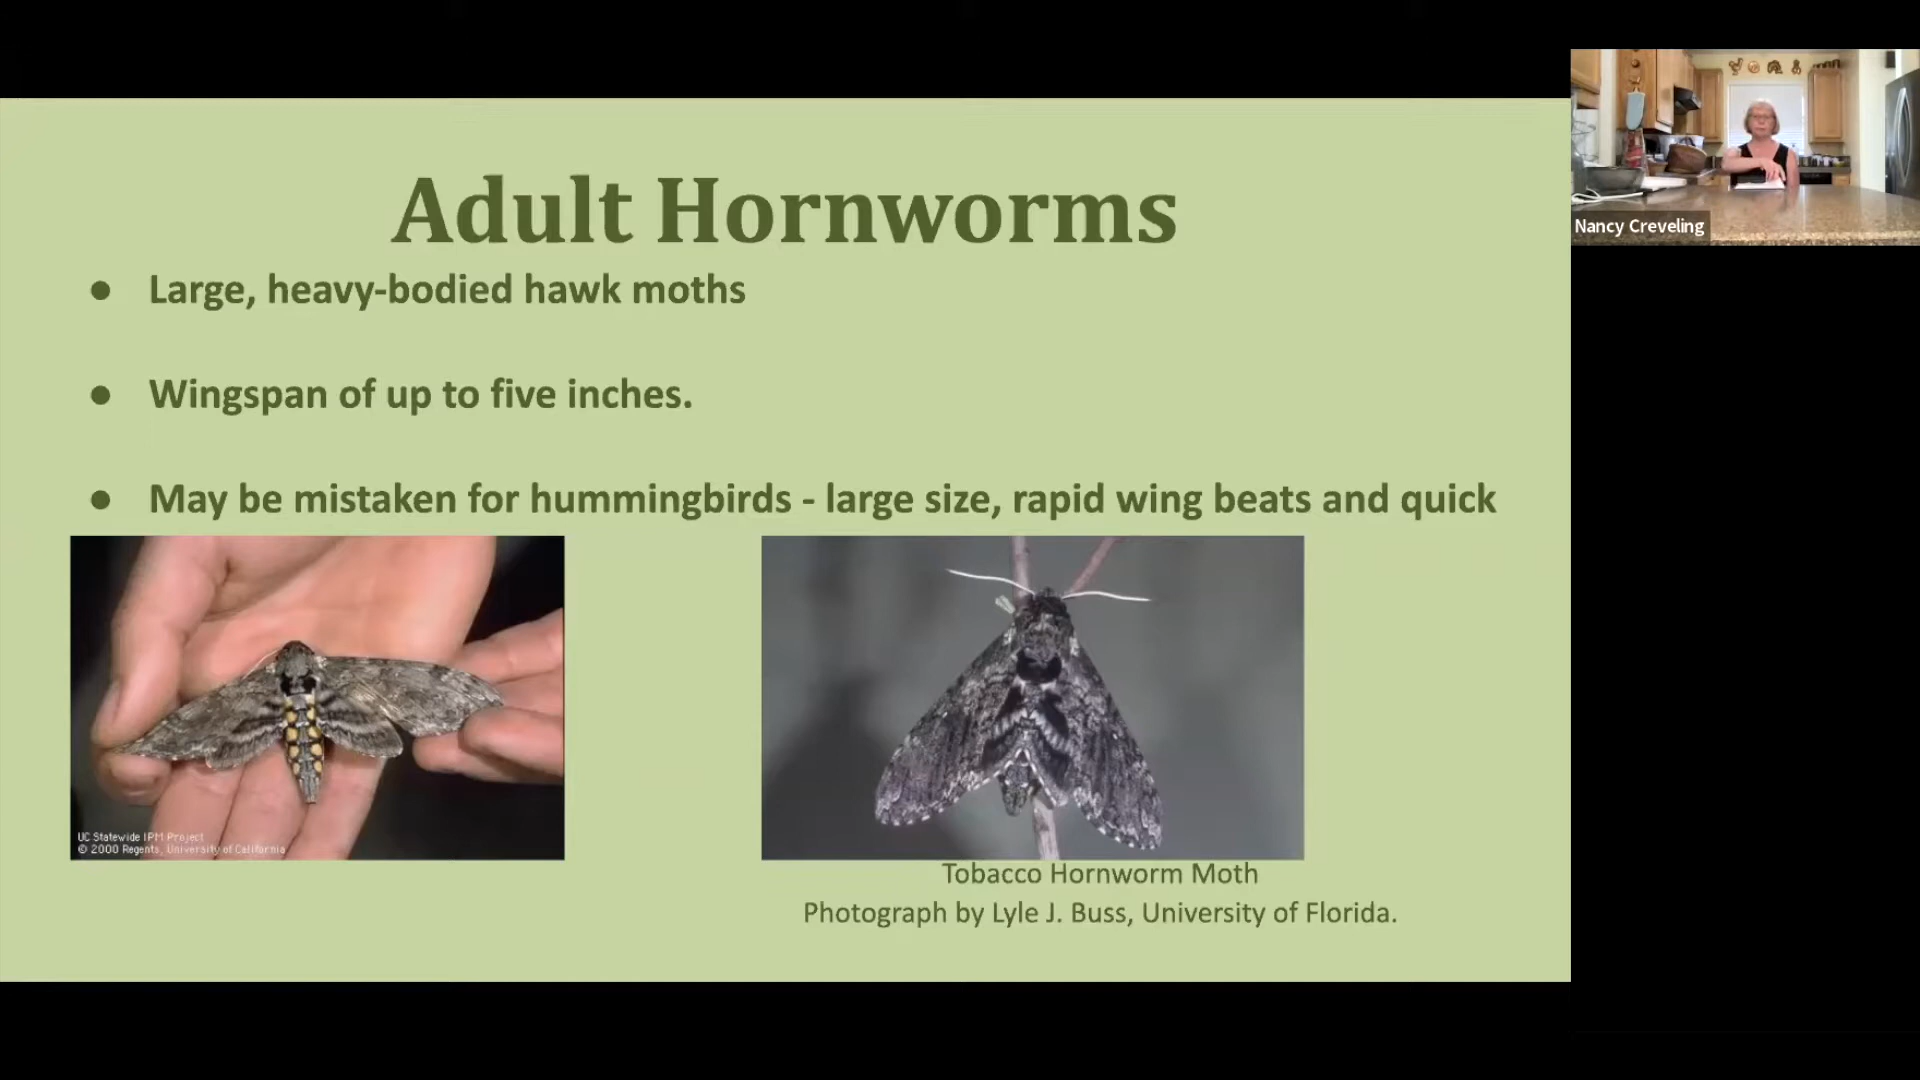 Adult Hornworms
● Large, heavy-bodied hawk moths
● Wingspan of up to five inches.
● May be mistaken for hummingbirds - large size, rapid wing beats and quick
UC Statewide IPM Project
© 2000 Regents, University of California
Tobacco Hornworm Moth
Photograph by Lyle J. Buss, University of Florida.
Nancy Creveling